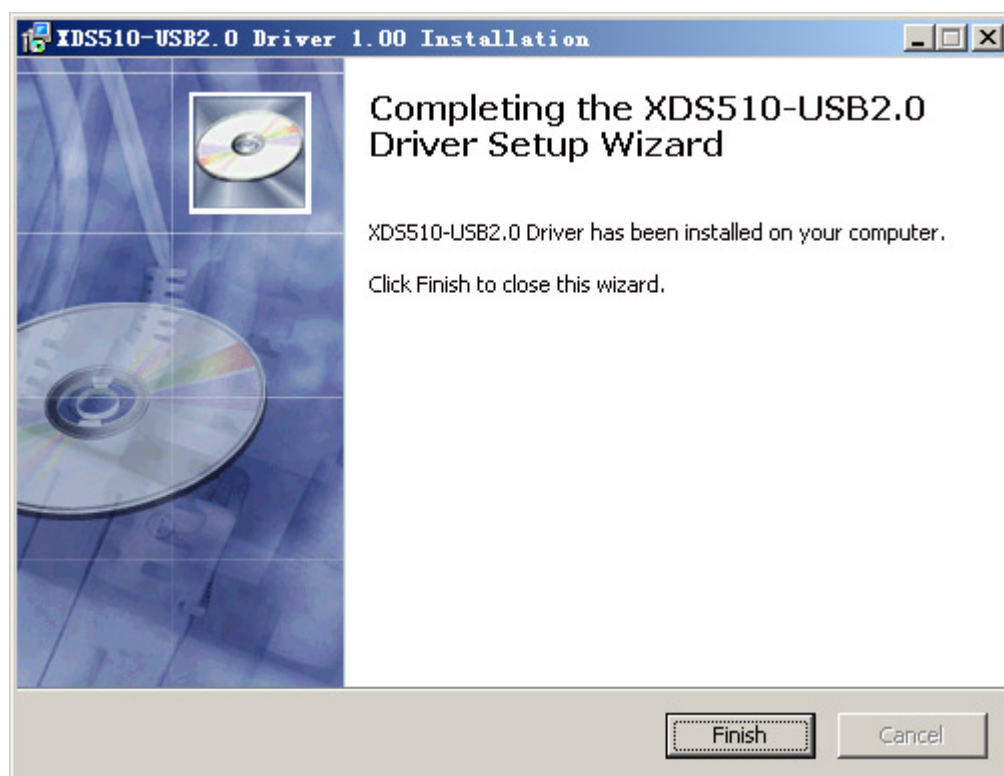 XDS510-USB2.0 Driver 1.00 Installation
Completing the XDS510-USB2.0
Driver Setup Wizard
XDS510-USB2.0 Driver has been installed on your computer.
Click Finish to close this wizard.
Finish
Cancel